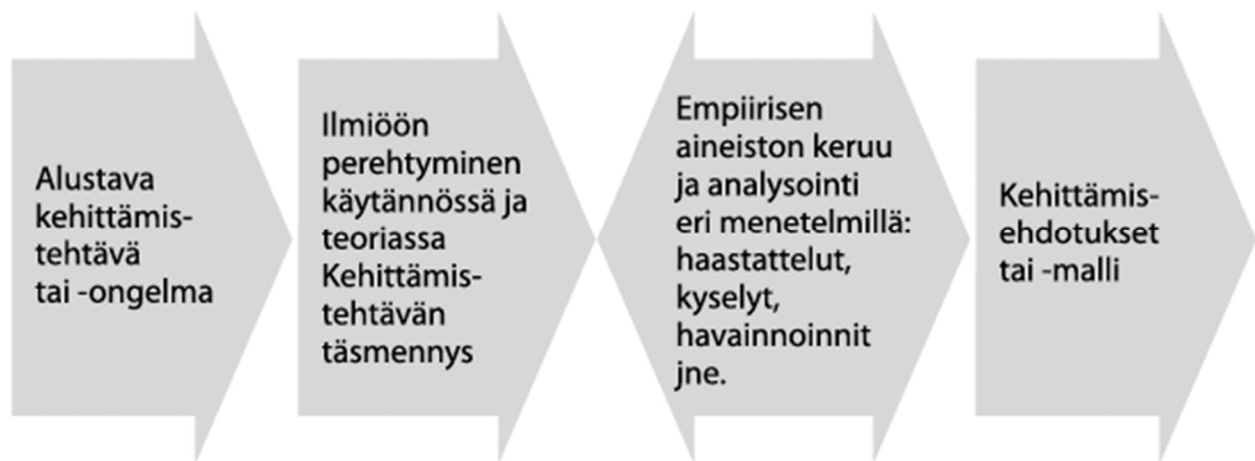 Alustava
kehittämis-
tehtävä
tai -ongelma
Ilmiöön
perehtyminen
käytännössä ja
teoriassa
Kehittämis-
tehtävän
täsmennys
Empiirisen
aineiston keruu
ja analysointi
eri menetelmillä:
haastattelut,
kyselyt,
havainnoinnit
jne.
Kehittämis-
ehdotukset
tai -malli